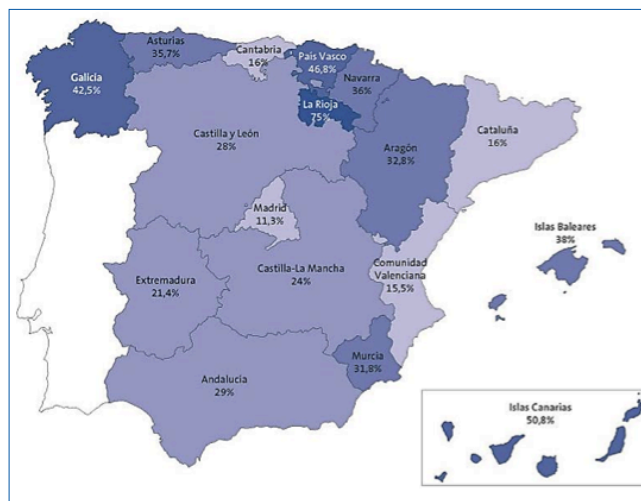 Asturias
35,7%
Cantabria
16%
País Vasco
46,8%
Navarra
36%
Galicia
42,5%
La Rioja
75%
Castilla y León
28%
Aragón
32,8%
Cataluña
16%
Madrid
11,3%
Islas Baleares
38%
Comunidad
Valenciana
15,5%
Castilla-La Mancha
24%
Extremadura
21,4%
Murcia
31,8%
Andalucía
29%
Islas Canarias
50,8%